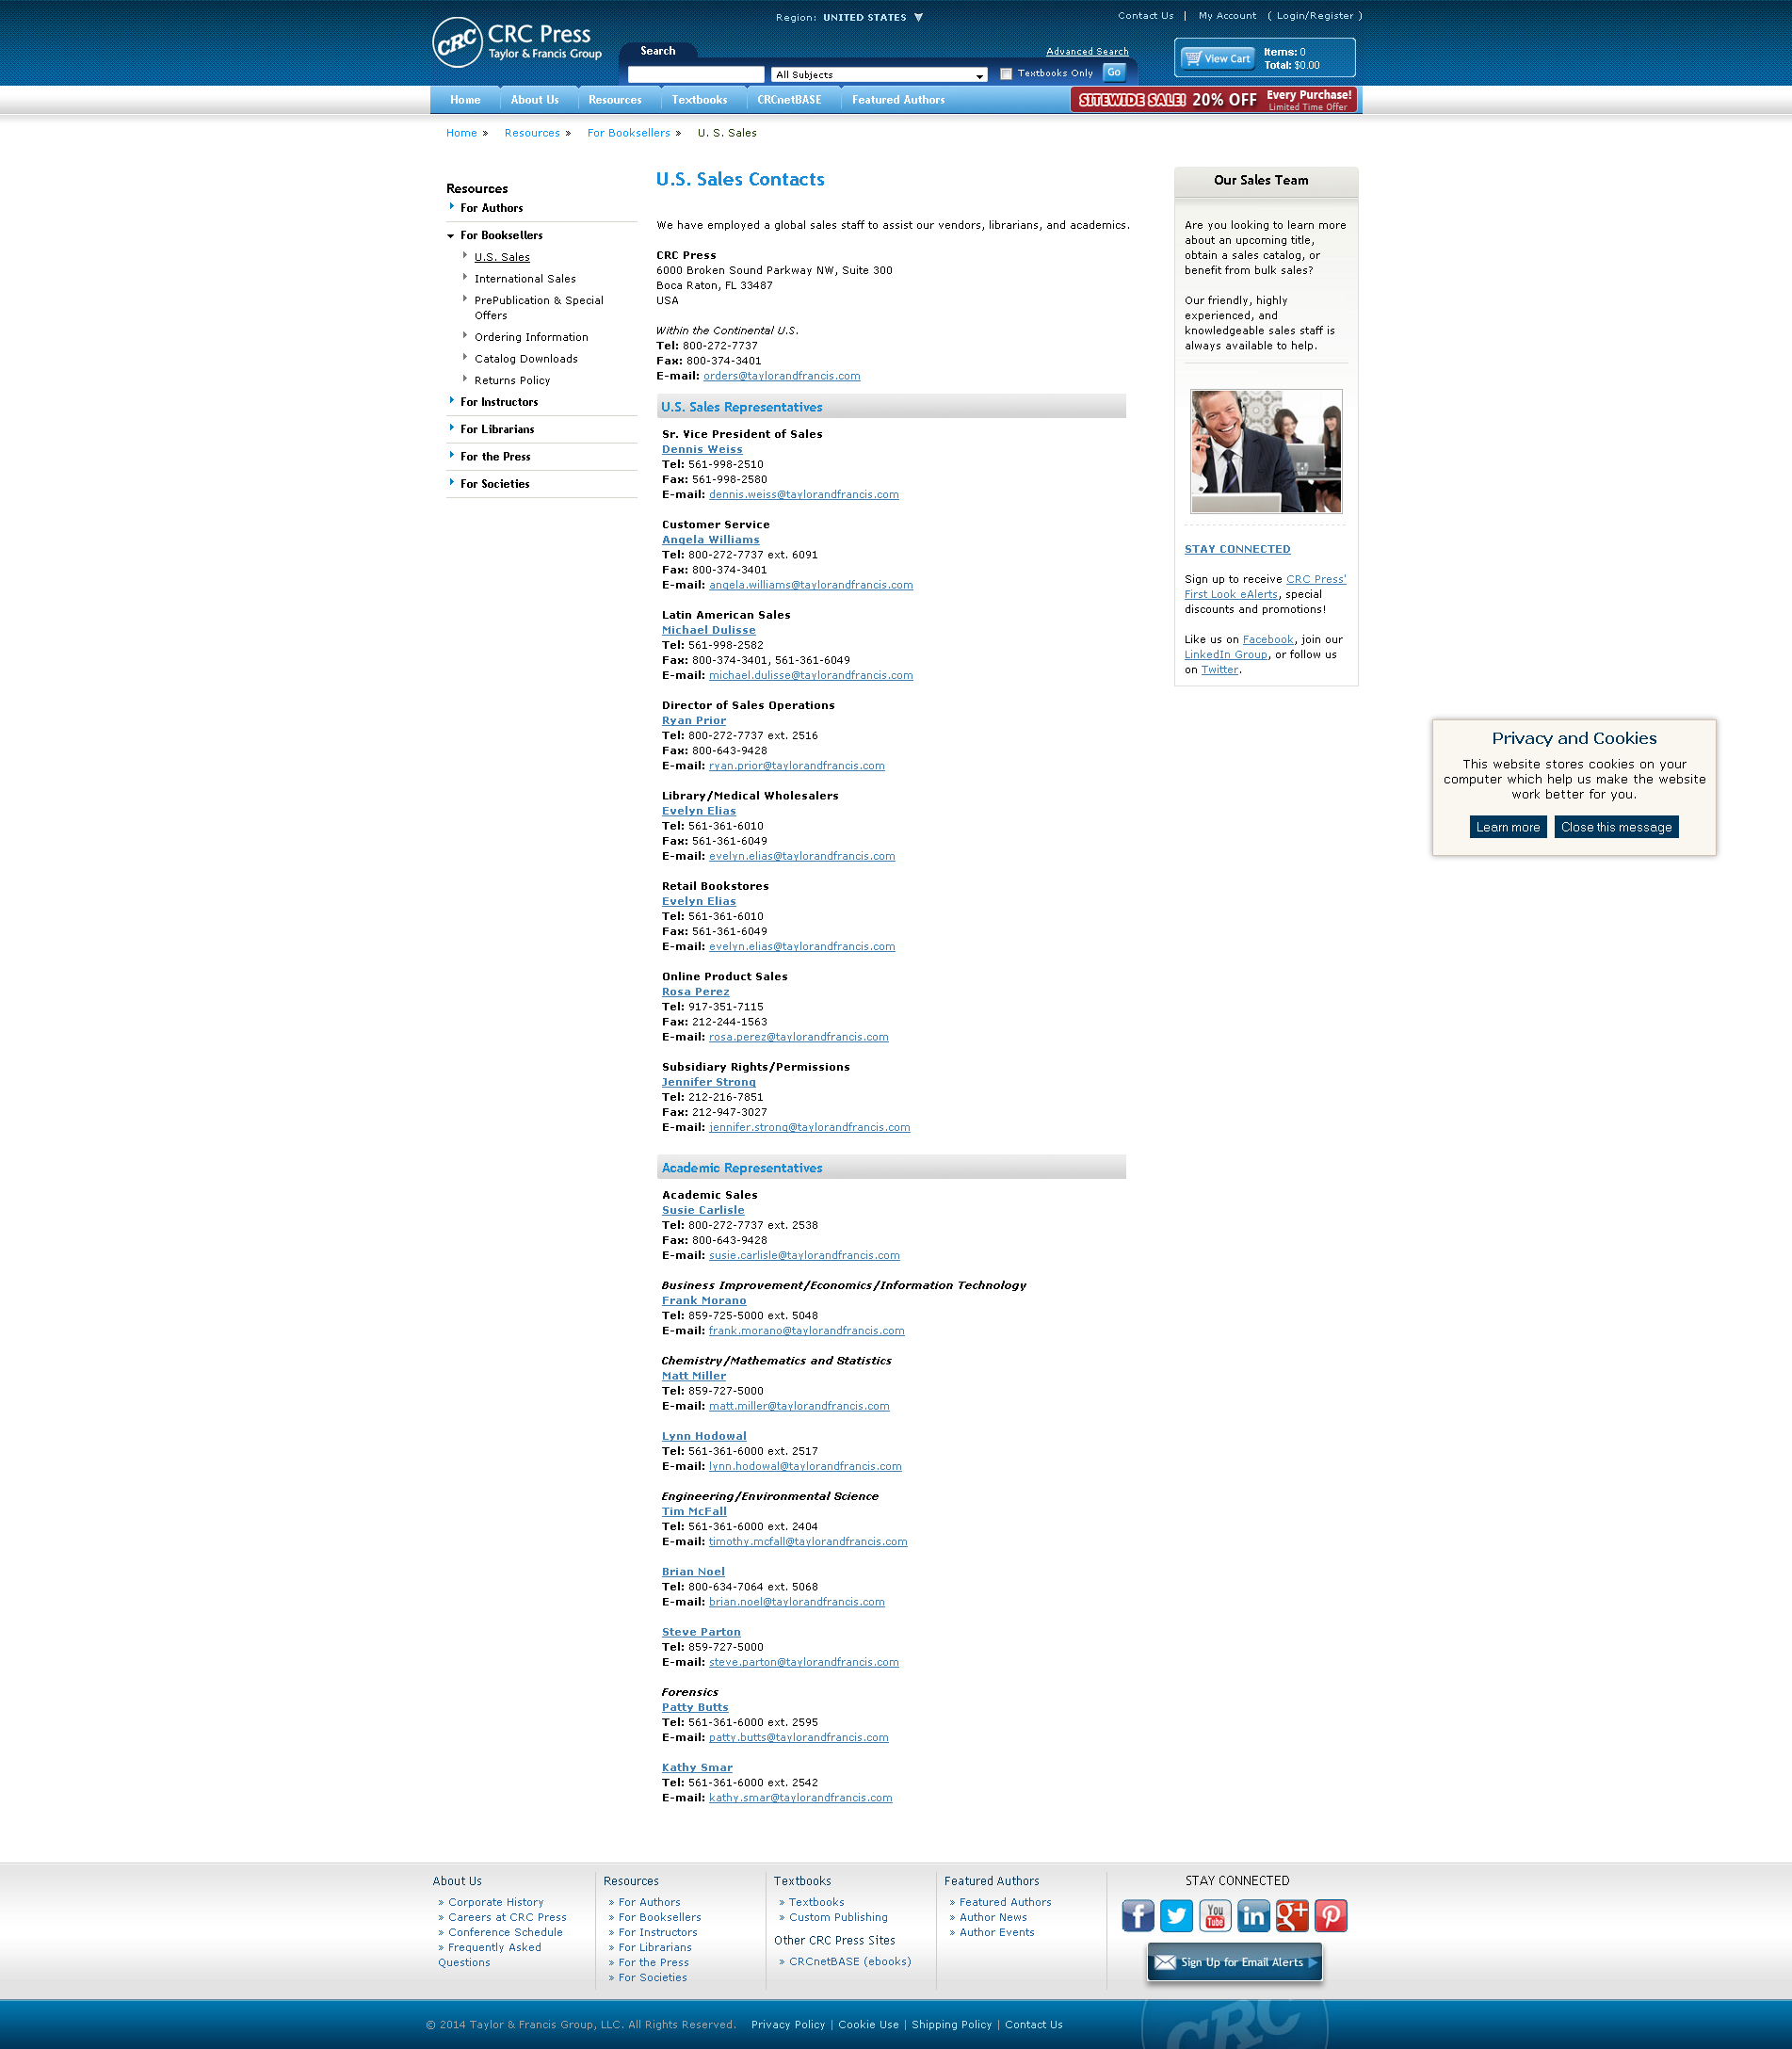 Region: UNITED STATES
Contact Us | My Account ( Login/Register )
CRC
CRC Press
Taylor & Francis Group
Search
Advanced Search
All Subjects
Textbooks Only
Go
View Cart
Items: 0
Total: $0.00
Home
About Us
Resources
Textbooks
CRCnetBASE
Featured Authors
SITEWIDE SALE! 20% OFF Every Purchase!
Limited Time Offer
Home » Resources » For Booksellers » U. S. Sales
Resources
For Authors
For Booksellers
U.S. Sales
International Sales
PrePublication & Special
Offers
Ordering Information
Catalog Downloads
Returns Policy
For Instructors
For Librarians
For the Press
For Societies
U.S. Sales Contacts
We have employed a global sales staff to assist our vendors, librarians, and academics.
CRC Press
6000 Broken Sound Parkway NW, Suite 300
Boca Raton, FL 33487
USA
Within the Continental U.S.
Tel: 800-272-7737
Fax: 800-374-3401
E-mail: orders@taylorandfrancis.com
U.S. Sales Representatives
Sr. Vice President of Sales
Dennis Weiss
Tel: 561-998-2510
Fax: 561-998-2580
E-mail: dennis.weiss@taylorandfrancis.com
Customer Service
Angela Williams
Tel: 800-272-7737 ext. 6091
Fax: 800-374-3401
E-mail: angela.williams@taylorandfrancis.com
Latin American Sales
Michael Dulisse
Tel: 561-998-2582
Fax: 800-374-3401, 561-361-6049
E-mail: michael.dulisse@taylorandfrancis.com
Director of Sales Operations
Ryan Prior
Tel: 800-272-7737 ext. 2516
Fax: 800-643-9428
E-mail: ryan.prior@taylorandfrancis.com
Library/Medical Wholesalers
Evelyn Elias
Tel: 561-361-6010
Fax: 561-361-6049
E-mail: evelyn.elias@taylorandfrancis.com
Retail Bookstores
Evelyn Elias
Tel: 561-361-6010
Fax: 561-361-6049
E-mail: evelyn.elias@taylorandfrancis.com
Online Product Sales
Rosa Perez
Tel: 917-351-7115
Fax: 212-244-1563
E-mail: rosa.perez@taylorandfrancis.com
Subsidiary Rights/Permissions
Jennifer Strong
Tel: 212-216-7851
Fax: 212-947-3027
E-mail: jennifer.strong@taylorandfrancis.com
Academic Representatives
Academic Sales
Susie Carlisle
Tel: 800-272-7737 ext. 2538
Fax: 800-643-9428
E-mail: susie.carlisle@taylorandfrancis.com
Business Improvement/Economics/Information Technology
Frank Morano
Tel: 859-725-5000 ext. 5048
E-mail: frank.morano@taylorandfrancis.com
Chemistry/Mathematics and Statistics
Matt Miller
Tel: 859-727-5000
E-mail: matt.miller@taylorandfrancis.com
Lynn Hodowal
Tel: 561-361-6000 ext. 2517
E-mail: lynn.hodowal@taylorandfrancis.com
Engineering/Environmental Science
Tim McFall
Tel: 561-361-6000 ext. 2404
E-mail: timothy.mcfall@taylorandfrancis.com
Brian Noel
Tel: 800-634-7064 ext. 5068
E-mail: brian.noel@taylorandfrancis.com
Steve Parton
Tel: 859-727-5000
E-mail: steve.parton@taylorandfrancis.com
Forensics
Patty Butts
Tel: 561-361-6000 ext. 2595
E-mail: patty.butts@taylorandfrancis.com
Kathy Smar
Tel: 561-361-6000 ext. 2542
E-mail: kathy.smar@taylorandfrancis.com
Our Sales Team
Are you looking to learn more
about an upcoming title,
obtain a sales catalog, or
benefit from bulk sales?
Our friendly, highly
experienced, and
knowledgeable sales staff is
always available to help.
STAY CONNECTED
Sign up to receive CRC Press'
First Look eAlerts, special
discounts and promotions!
Like us on Facebook, join our
LinkedIn Group, or follow us
on Twitter.
Privacy and Cookies
This website stores cookies on your
computer which help us make the website
work better for you.
Learn more
Close this message
About Us
» Corporate History
» Careers at CRC Press
» Conference Schedule
» Frequently Asked
Questions
Resources
» For Authors
» For Booksellers
» For Instructors
» For Librarians
» For the Press
» For Societies
Textbooks
» Textbooks
» Custom Publishing
Other CRC Press Sites
» CRCnetBASE (ebooks)
Featured Authors
» Featured Authors
» Author News
» Author Events
STAY CONNECTED
You Tube
in
Sign Up for Email Alerts
© 2014 Taylor & Francis Group, LLC. All Rights Reserved. Privacy Policy | Cookie Use | Shipping Policy | Contact Us
CRC